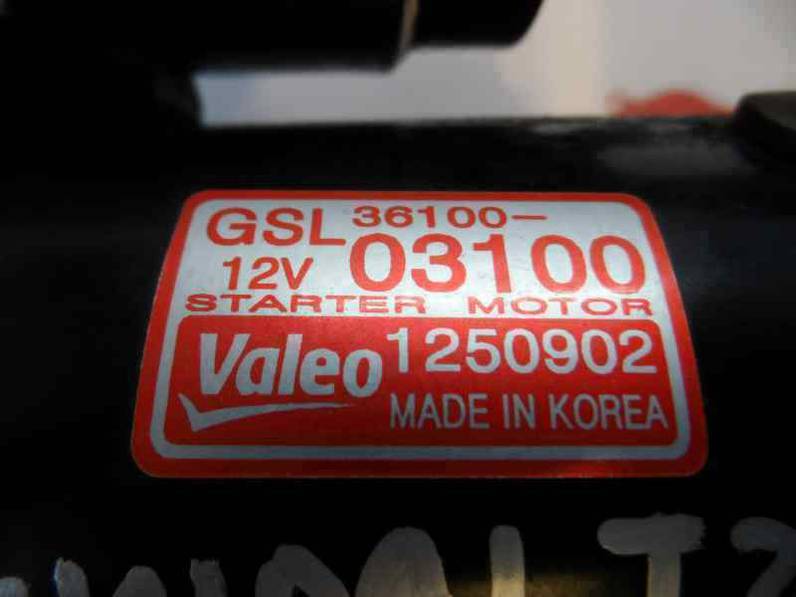 GSL 36100-
12V 03100
STARTER MOTOR
Valeo 1250902
MADE IN KOREA